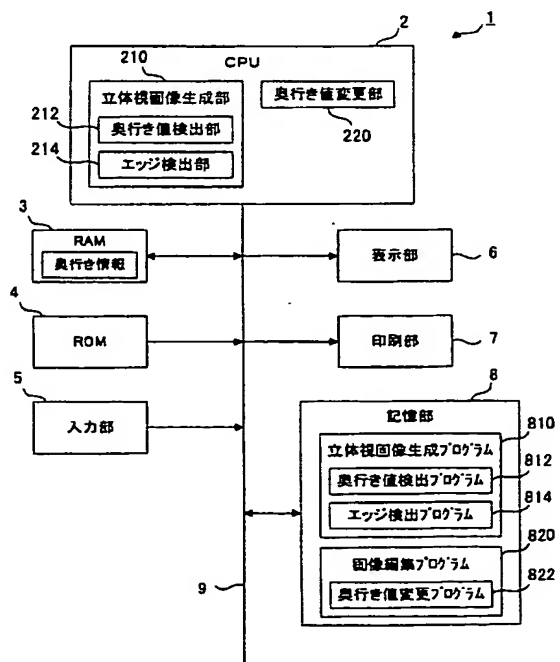 1
2
CPU
210
立体視画像生成部
212
奥行き値検出部
214
エッジ検出部
奥行き値変更部
220
3
RAM
奥行き情報
表示部
6
4
ROM
印刷部
7
5
入力部
8
記憶部
810
立体視画像生成プログラム
812
奥行き値検出プログラム
814
エッジ検出プログラム
820
画像編集プログラム
822
奥行き値変更プログラム
9